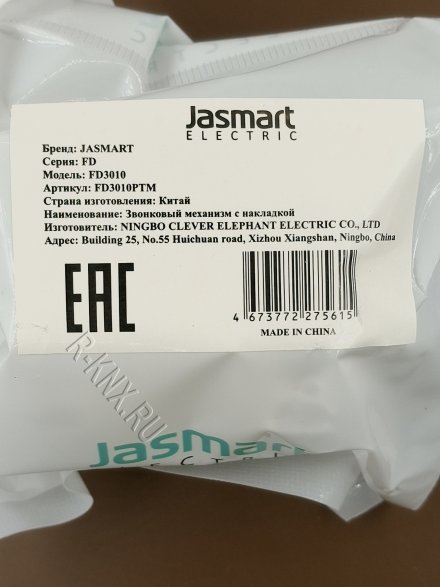 Jasmart
ELECTRIC
Бренд: JASMART
Серия: FD
Модель: FD3010
Артикул: FD3010PTM
Страна изготовления: Китай
Наименование: Звонковый механизм с накладкой
Изготовитель: NINGBO CLEVER ELEPHANT ELECTRIC CO., LTD
Адрес: Building 25, No.55 Huichuan road, Xizhou Xiangshan, Ningbo, China
EAC
4 673772 275615
MADE IN CHINA
R-KNX.RU
Jasmart
ECTRI